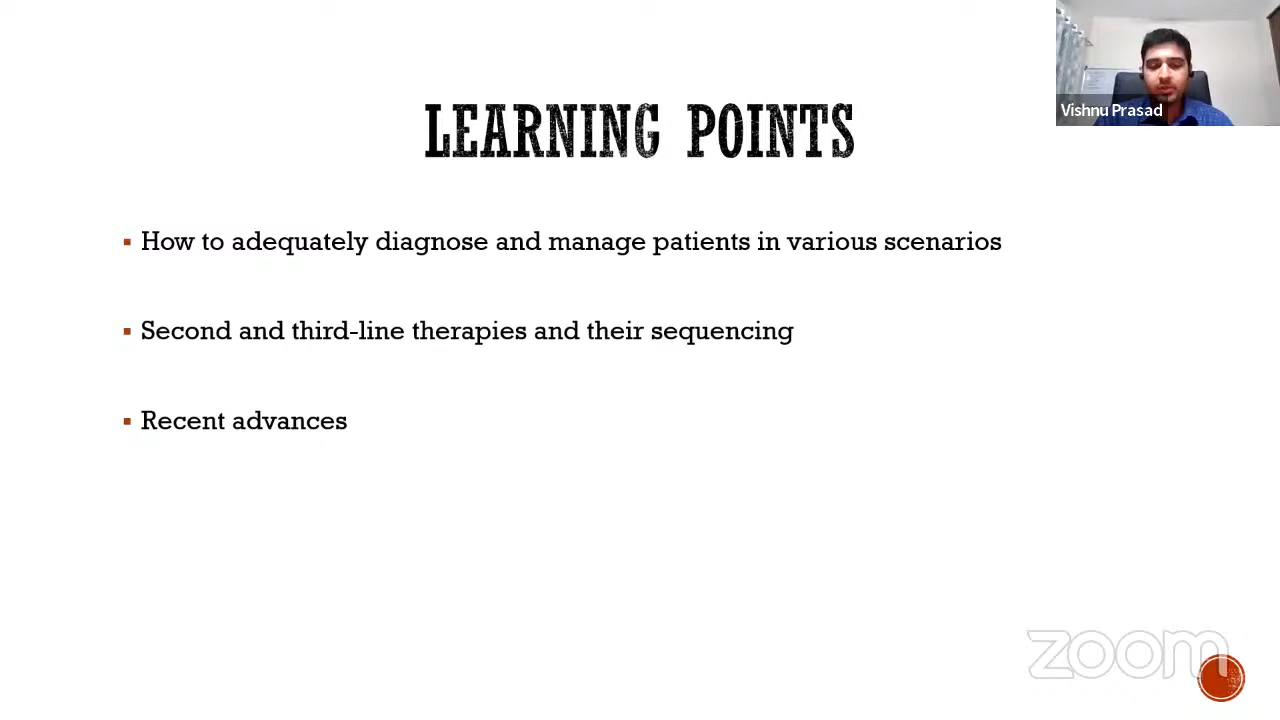 Vishnu Prasad
LEARNING POINTS
How to adequately diagnose and manage patients in various scenarios
Second and third-line therapies and their sequencing
Recent advances
zoom